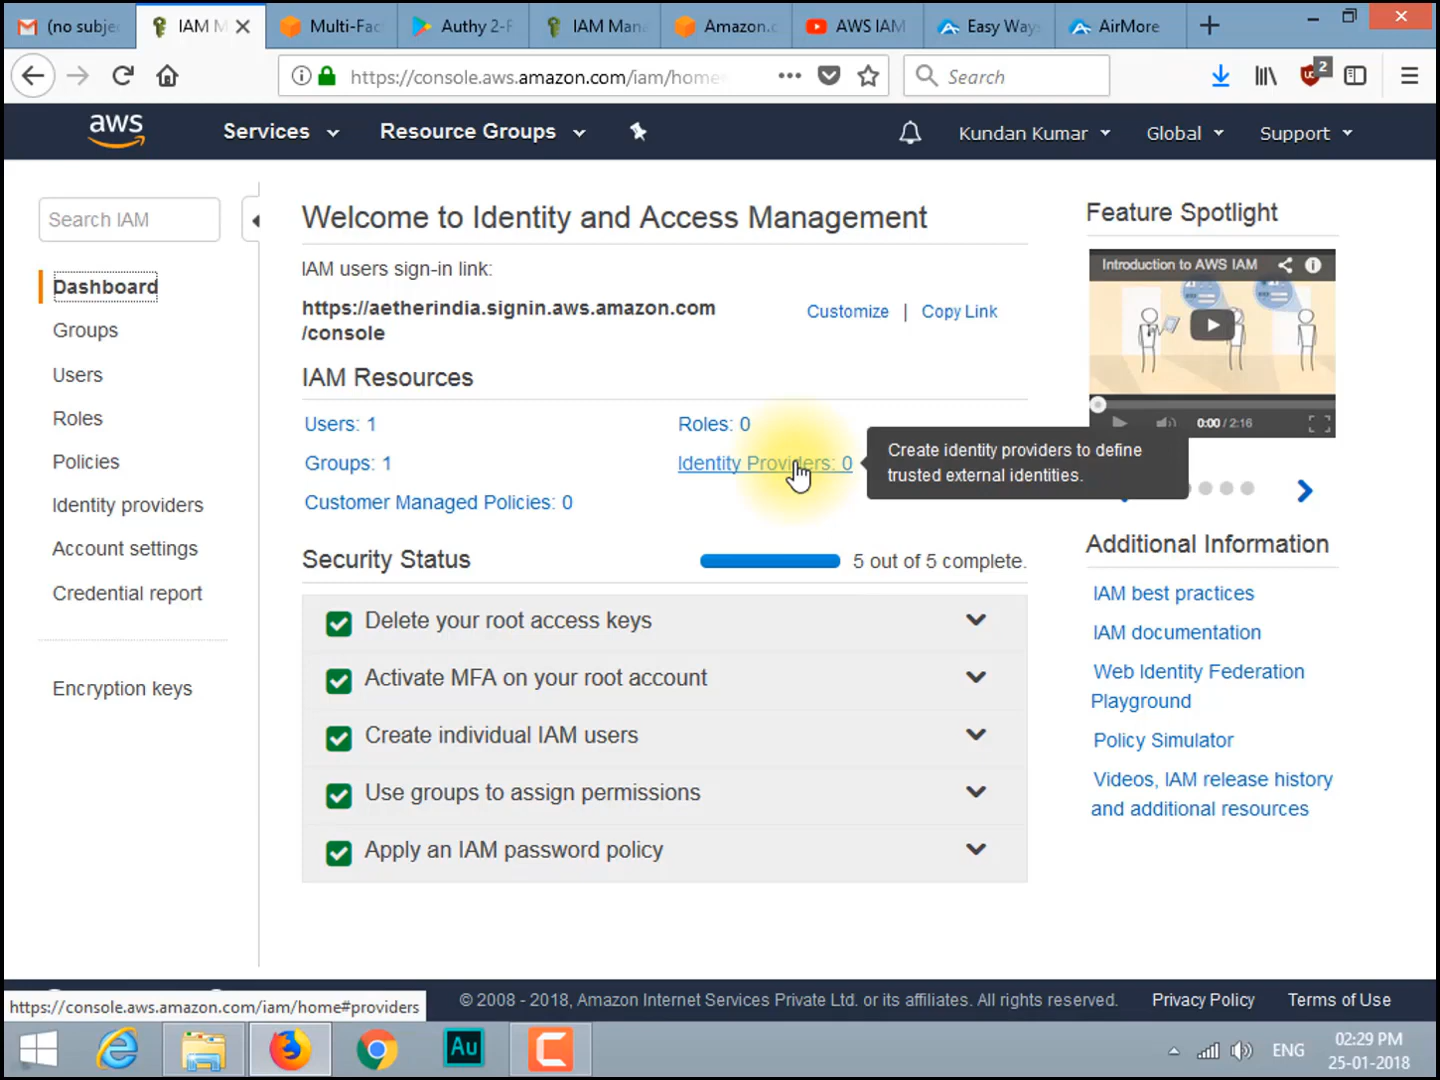 (no subje
IAM M
Multi-Fac
Authy 2-F
IAM Man
Amazon.c
AWS IAM
Easy Way
AirMore
https://console.aws.amazon.com/iam/home
Search
2
aws
Services
Resource Groups
Kundan Kumar
Global
Support
Search IAM
Dashboard
Groups
Users
Roles
Policies
Identity providers
Account settings
Credential report
Encryption keys
Welcome to Identity and Access Management
IAM users sign-in link:
https://aetherindia.signin.aws.amazon.com
/console
Customize | Copy Link
IAM Resources
Users: 1
Roles: 0
Groups: 1
Identity Providers: 0
Customer Managed Policies: 0
Create identity providers to define
trusted external identities.
Security Status
5 out of 5 complete.
Delete your root access keys
Activate MFA on your root account
Create individual IAM users
Use groups to assign permissions
Apply an IAM password policy
Feature Spotlight
Introduction to AWS IAM
0:00 / 2:16
Additional Information
IAM best practices
IAM documentation
Web Identity Federation
Playground
Policy Simulator
Videos, IAM release history
and additional resources
https://console.aws.amazon.com/iam/home#providers
© 2008 - 2018, Amazon Internet Services Private Ltd. or its affiliates. All rights reserved.
Privacy Policy
Terms of Use
Au
ENG
02:29 PM
25-01-2018